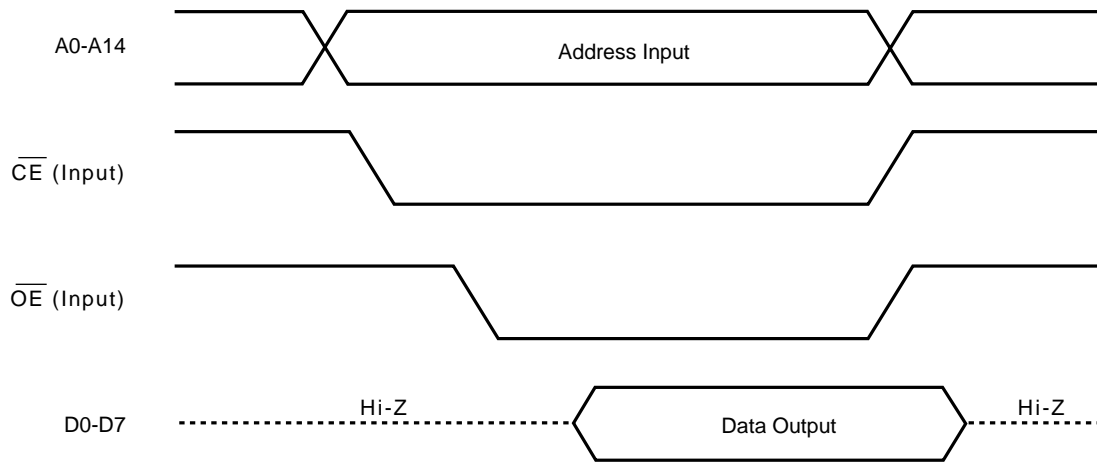 A0-A14
Address Input
CE (Input)
OE (Input)
D0-D7
Hi-Z
Data Output
Hi-Z